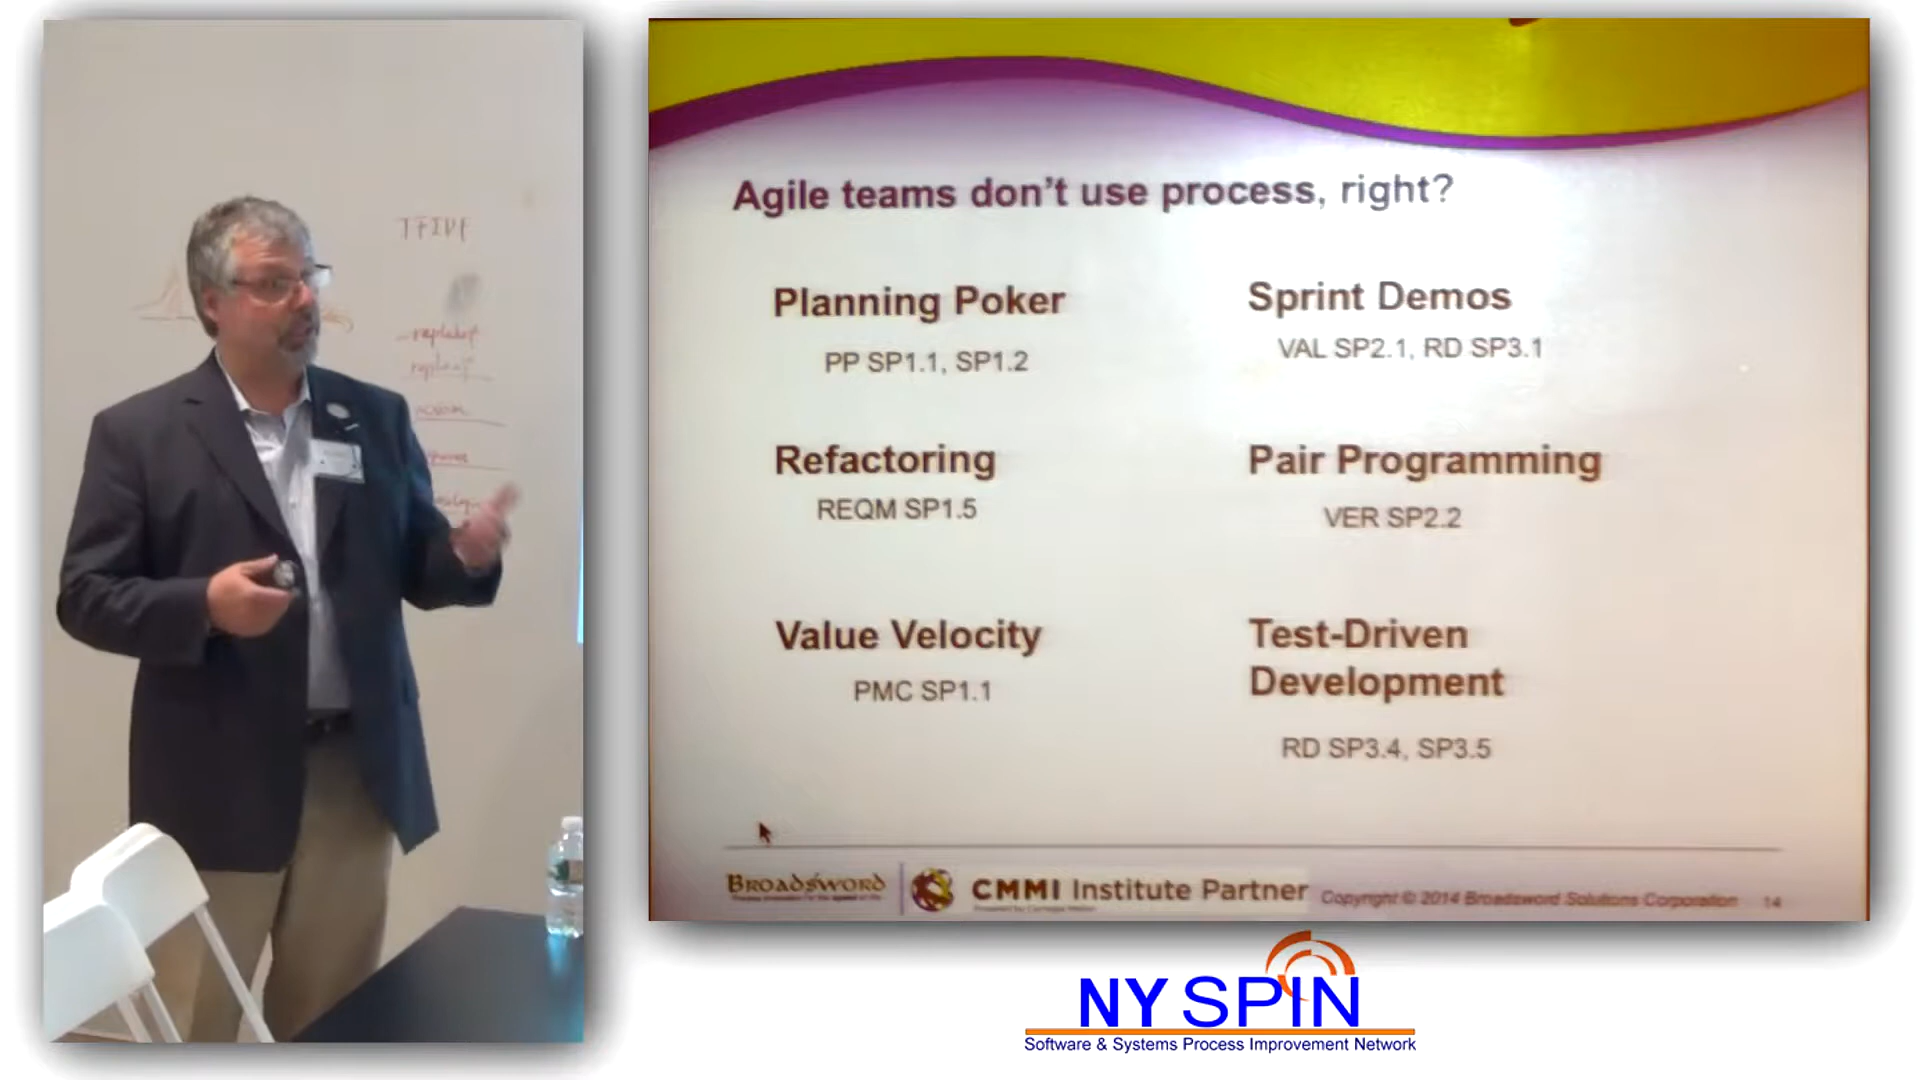 Agile teams don't use process, right?
Planning Poker
PP SP1.1, SP1.2
Sprint Demos
VAL SP2.1, RD SP3.1
Refactoring
REQM SP1.5
Pair Programming
VER SP2.2
Value Velocity
PMC SP1.1
Test-Driven
Development
RD SP3.4, SP3.5
BROADSWORD
CMMI Institute Partner
Copyright © 2014 Broadsword Solutions Corporation 14
NY SPIN
Software & Systems Process Improvement Network